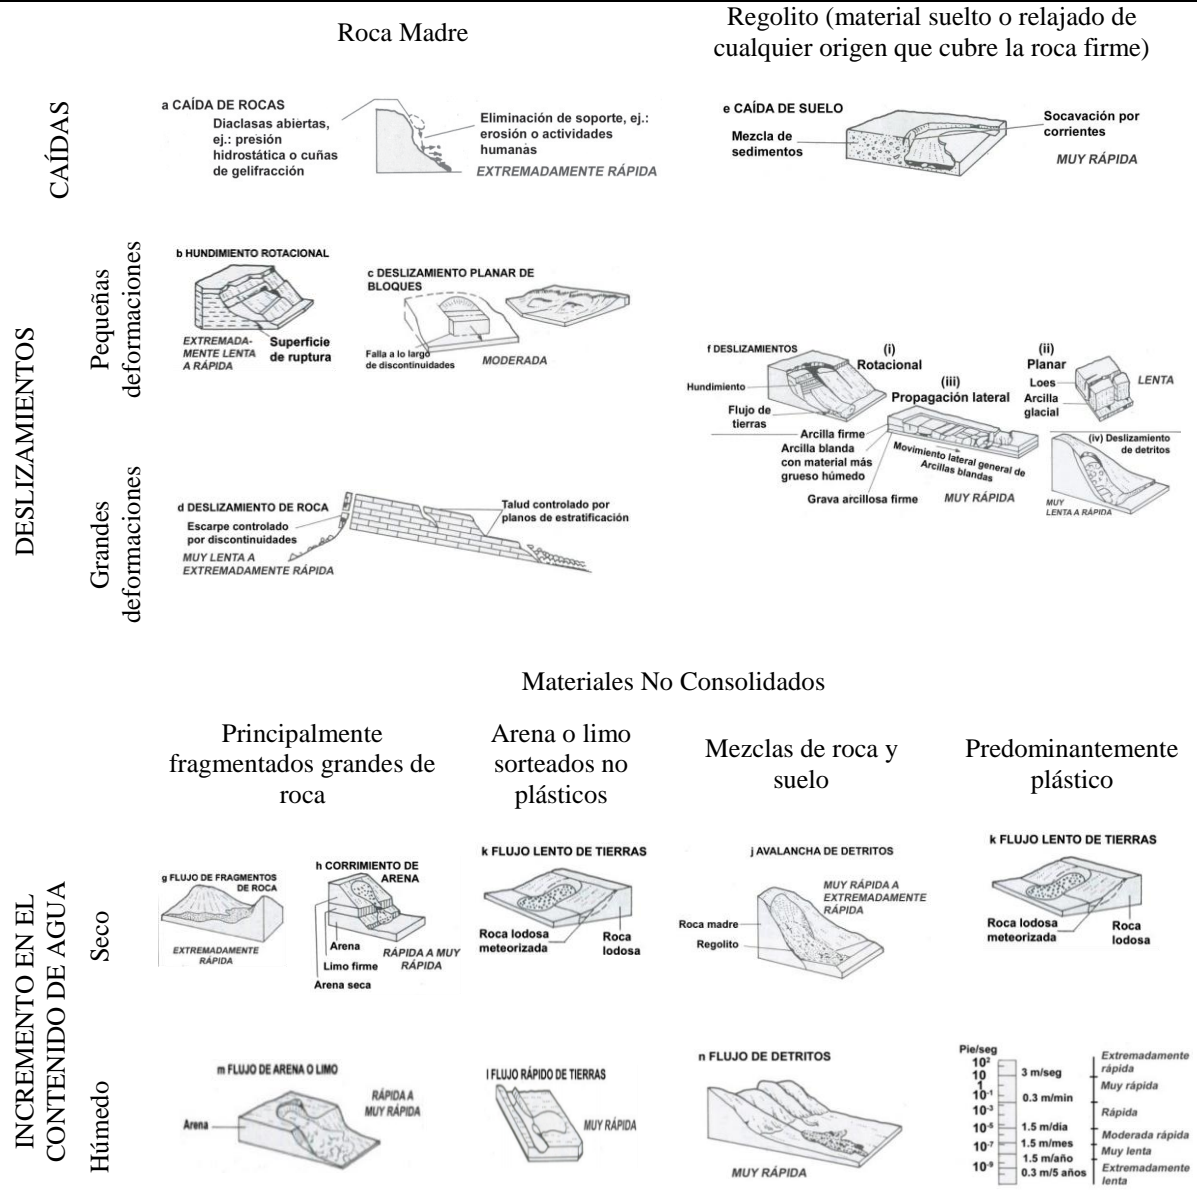 Roca Madre
Regolito (material suelto o relajado de
cualquier origen que cubre la roca firme)
CAÍDAS
a CAÍDA DE ROCAS
Diaclasas abiertas,
ej.: presión
hidrostática o cuñas
de gelifracción
Eliminación de soporte, ej.:
erosión o actividades
humanas
EXTREMADAMENTE RÁPIDA
e CAÍDA DE SUELO
Mezcla de
sedimentos
Socavación por
corrientes
MUY RÁPIDA
DESLIZAMIENTOS
Pequeñas
deformaciones
b HUNDIMIENTO ROTACIONAL
EXTREMADA-
MENTE LENTA
A RÁPIDA
Superficie
de ruptura
c DESLIZAMIENTO PLANAR DE
BLOQUES
Falla a lo largo
de discontinuidades
MODERADA
f DESLIZAMIENTOS
(i)
Rotacional
Hundimiento
Flujo de
tierras
(ii)
Planar
Loes
Arcilla
glacial
LENTA
(iii)
Propagación lateral
Arcilla firme
Arcilla blanda
con material más
grueso húmedo
Grava arcillosa firme
Movimiento lateral general de
Arcillas blandas
MUY RÁPIDA
(iv) Deslizamiento
de detritos
MUY
LENTA A RÁPIDA
Grandes
deformaciones
d DESLIZAMIENTO DE ROCA
Escarpe controlado
por discontinuidades
MUY LENTA A
EXTREMADAMENTE RÁPIDA
Talud controlado por
planos de estratificación
Materiales No Consolidados
Principalmente
fragmentados grandes de
roca
Arena o limo
sorteados no
plásticos
Mezclas de roca y
suelo
Predominantemente
plástico
INCREMENTO EN EL
CONTENIDO DE AGUA
Seco
g FLUJO DE FRAGMENTOS
DE ROCA
EXTREMADAMENTE
RÁPIDA
h CORRIMIENTO DE
ARENA
Arena
Limo firme
Arena seca
RÁPIDA A MUY
RÁPIDA
k FLUJO LENTO DE TIERRAS
Roca lodosa
meteorizada
Roca
lodosa
j AVALANCHA DE DETRITOS
MUY RÁPIDA A
EXTREMADAMENTE
RÁPIDA
Roca madre
Regolito
k FLUJO LENTO DE TIERRAS
Roca lodosa
meteorizada
Roca
lodosa
Húmedo
m FLUJO DE ARENA O LIMO
Arena
RÁPIDA A
MUY RÁPIDA
l FLUJO RÁPIDO DE TIERRAS
MUY RÁPIDA
n FLUJO DE DETRITOS
MUY RÁPIDA
Pie/seg
10²
10
1
10⁻¹
10⁻³
10⁻⁵
10⁻⁷
10⁻⁹
3 m/seg
0.3 m/min
1.5 m/día
1.5 m/mes
1.5 m/año
0.3 m/5 años
Extremadamente
rápida
Muy rápida
Rápida
Moderada rápida
Muy lenta
Extremadamente
lenta